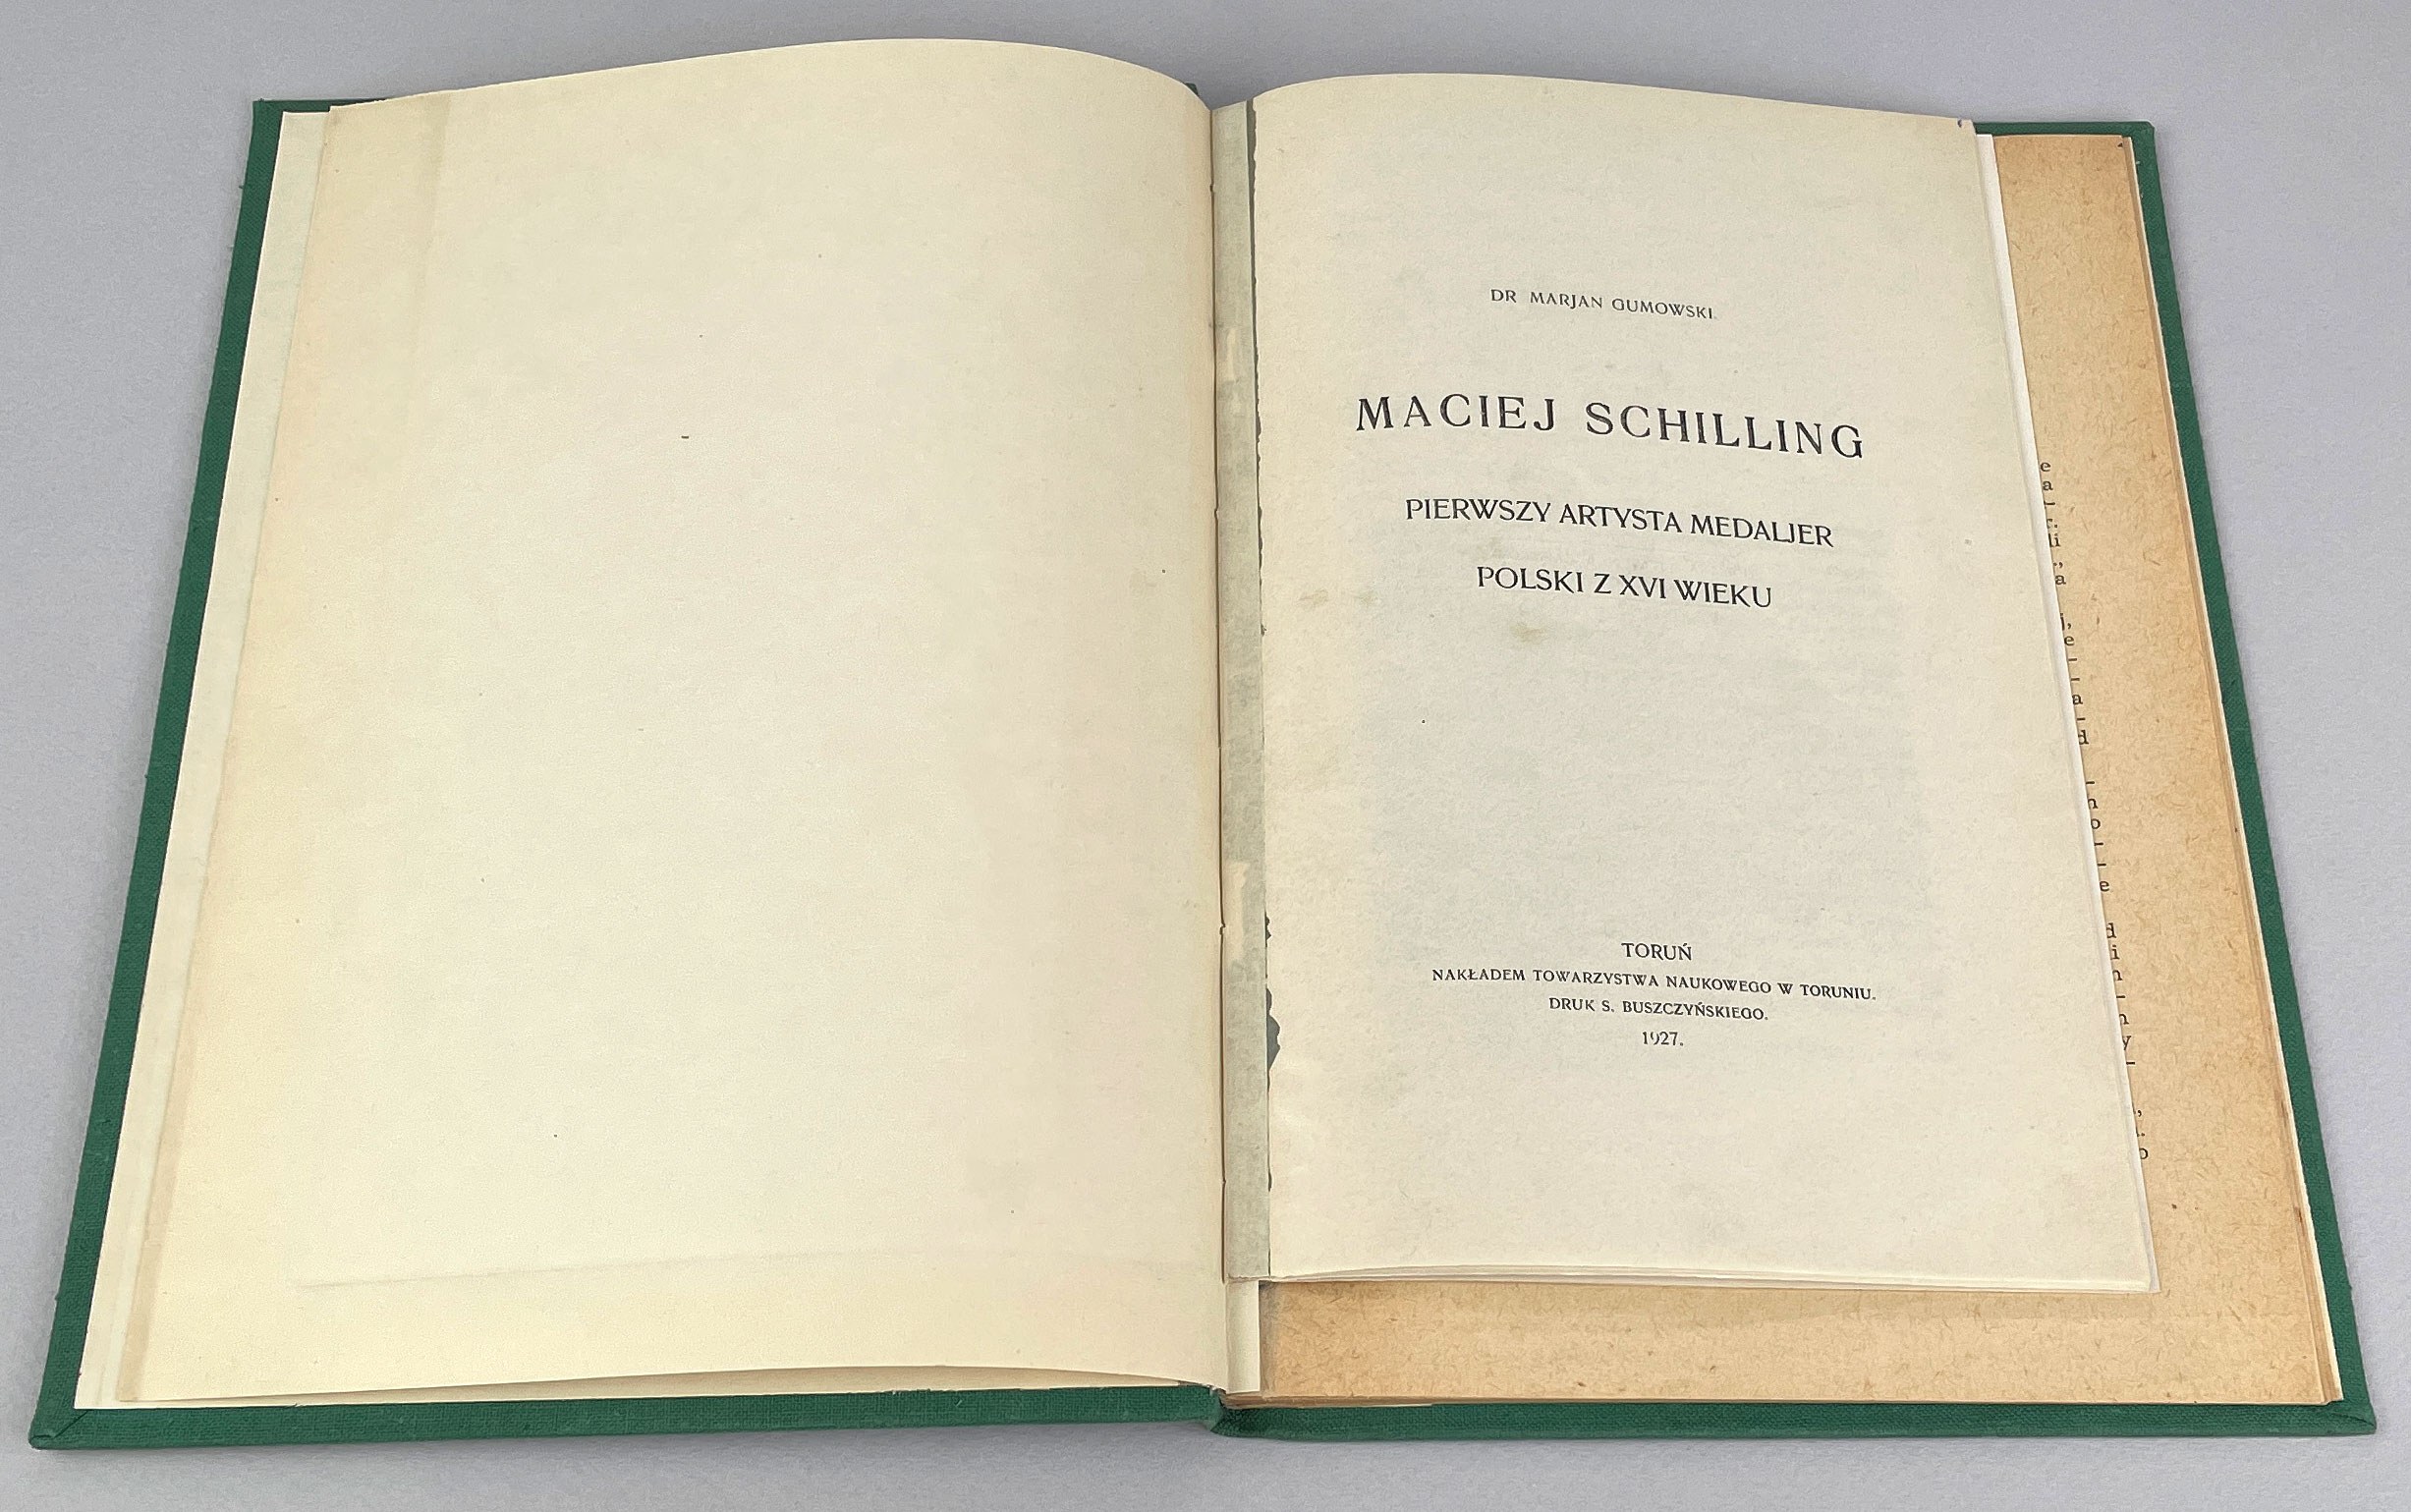 DR MARJAN GUMOWSKI
MACIEJ SCHILLING
PIERWSZY ARTYSTA MEDALJER
POLSKI Z XVI WIEKU
TORUŃ
NAKŁADEM TOWARZYSTWA NAUKOWEGO W TORUNIU.
DRUK S. BUSZCZYŃSKIEGO.
1927.